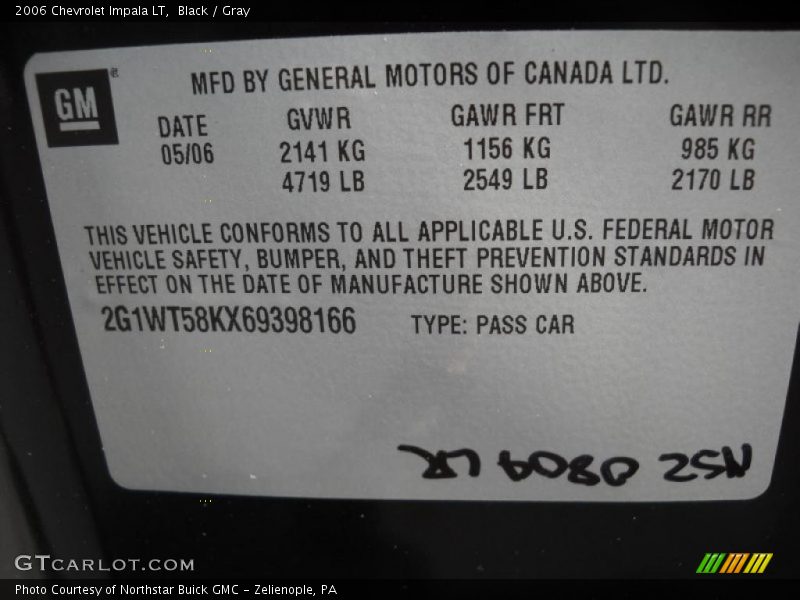 2006 Chevrolet Impala LT,  Black / Gray
GM®
MFD BY GENERAL MOTORS OF CANADA LTD.
DATE GVWR GAWR FRT GAWR RR
05/06 2141 KG 1156 KG 985 KG
4719 LB 2549 LB 2170 LB
THIS VEHICLE CONFORMS TO ALL APPLICABLE U.S. FEDERAL MOTOR
VEHICLE SAFETY, BUMPER, AND THEFT PREVENTION STANDARDS IN
EFFECT ON THE DATE OF MANUFACTURE SHOWN ABOVE.
2G1WT58KX69398166 TYPE: PASS CAR
GTCARLOT.COM
Photo Courtesy of Northstar Buick GMC - Zelienople, PA